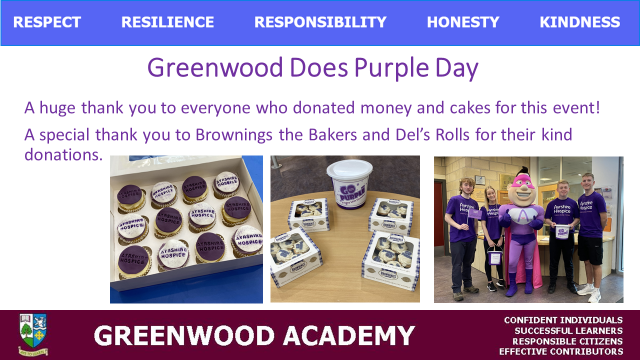 RESPECT RESILIENCE RESPONSIBILITY HONESTY KINDNESS
Greenwood Does Purple Day
A huge thank you to everyone who donated money and cakes for this event!
A special thank you to Brownings the Bakers and Del's Rolls for their kind
donations.
AYRSHIRE
HOSPICE
GO
PURPLE
Ayrshire
Hospice
GREENWOOD ACADEMY
CONFIDENT INDIVIDUALS
SUCCESSFUL LEARNERS
RESPONSIBLE CITIZENS
EFFECTIVE CONTRIBUTORS